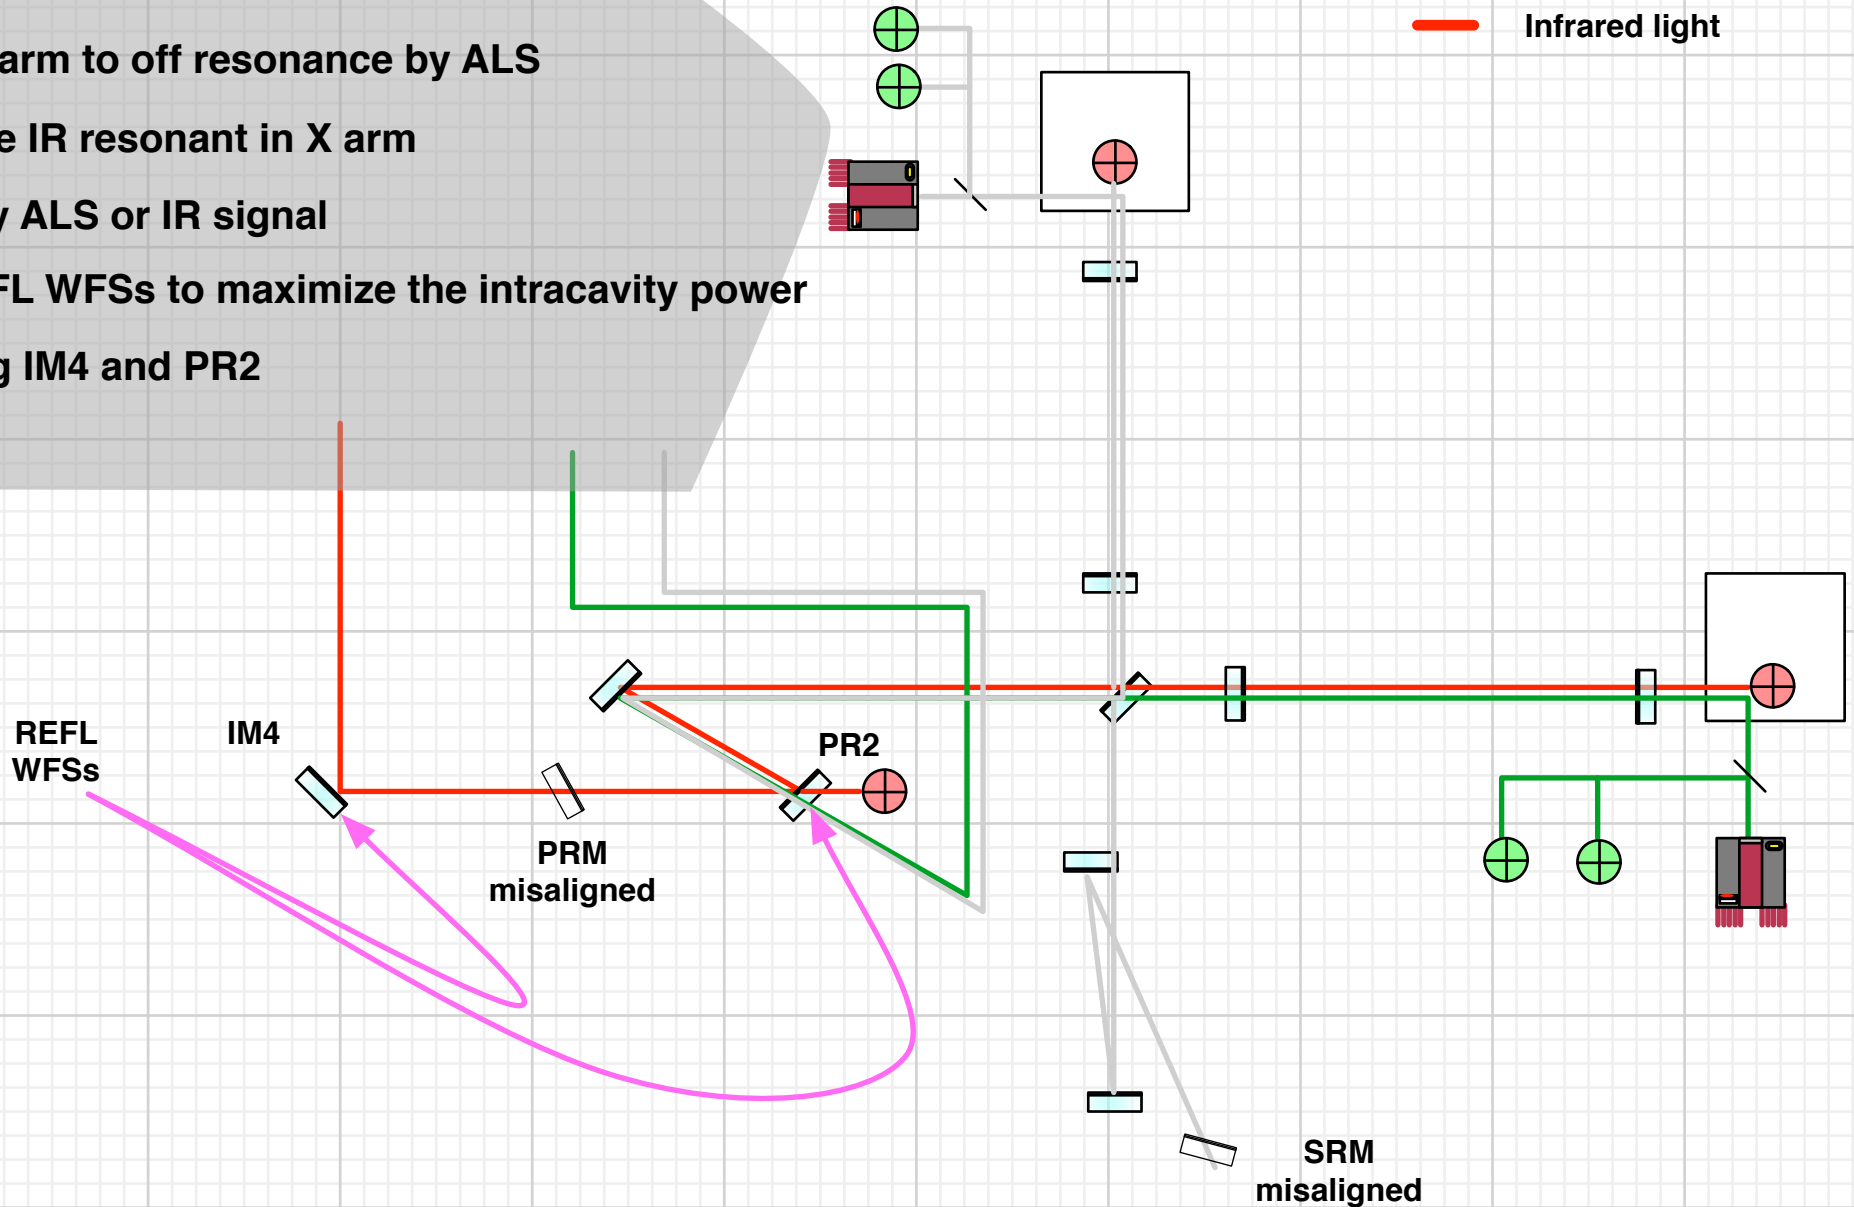 Infrared light
arm to off resonance by ALS
IR resonant in X arm
ALS or IR signal
WFSs to maximize the intracavity power
IM4 and PR2
REFL
WFSs
IM4
PR2
PRM
misaligned
SRM
misaligned